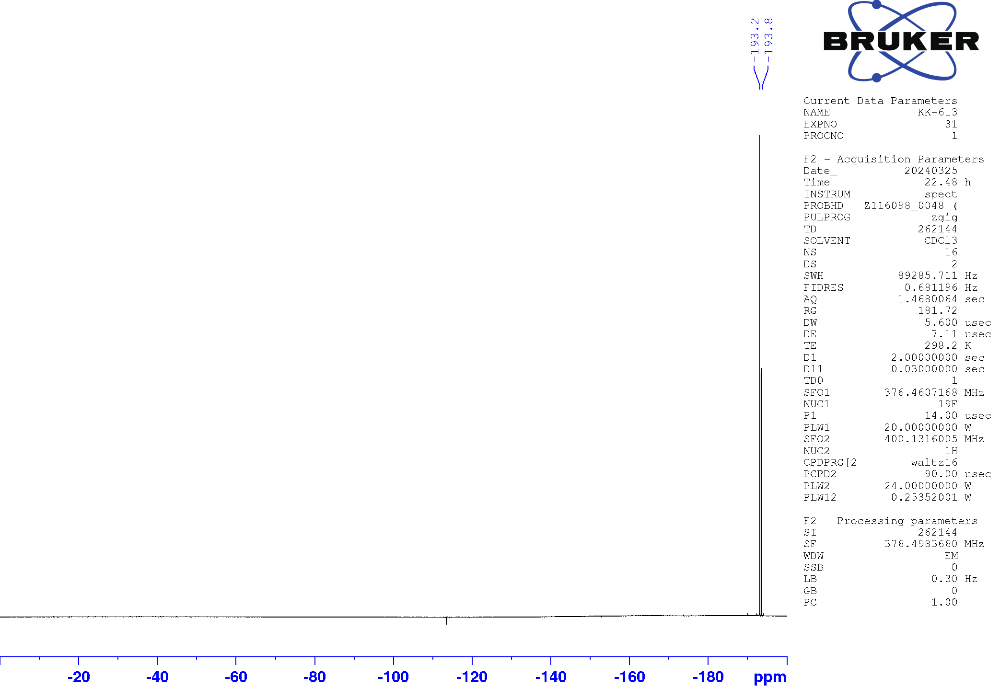 -193.2
-193.8
BRUKER
Current Data Parameters
NAME KK-613
EXPNO 31
PROCNO 1
F2 - Acquisition Parameters
Date_ 20240325
Time 22.48 h
INSTRUM spect
PROBHD Z116098_0048 (
PULPROG zgig
TD 262144
SOLVENT CDCl3
NS 16
DS 2
SWH 89285.711 Hz
FIDRES 0.681196 Hz
AQ 1.4680064 sec
RG 181.72
DW 5.600 usec
DE 7.11 usec
TE 298.2 K
D1 2.00000000 sec
D11 0.03000000 sec
TD0 1
SFO1 376.4607168 MHz
NUC1 19F
P1 14.00 usec
PLW1 20.00000000 W
SFO2 400.1316005 MHz
NUC2 1H
CPDPRG[2 waltz16
PCPD2 90.00 usec
PLW2 24.00000000 W
PLW12 0.25352001 W
F2 - Processing parameters
SI 262144
SF 376.4983660 MHz
WDW EM
SSB 0
LB 0.30 Hz
GB 0
PC 1.00
-20 -40 -60 -80 -100 -120 -140 -160 -180 ppm